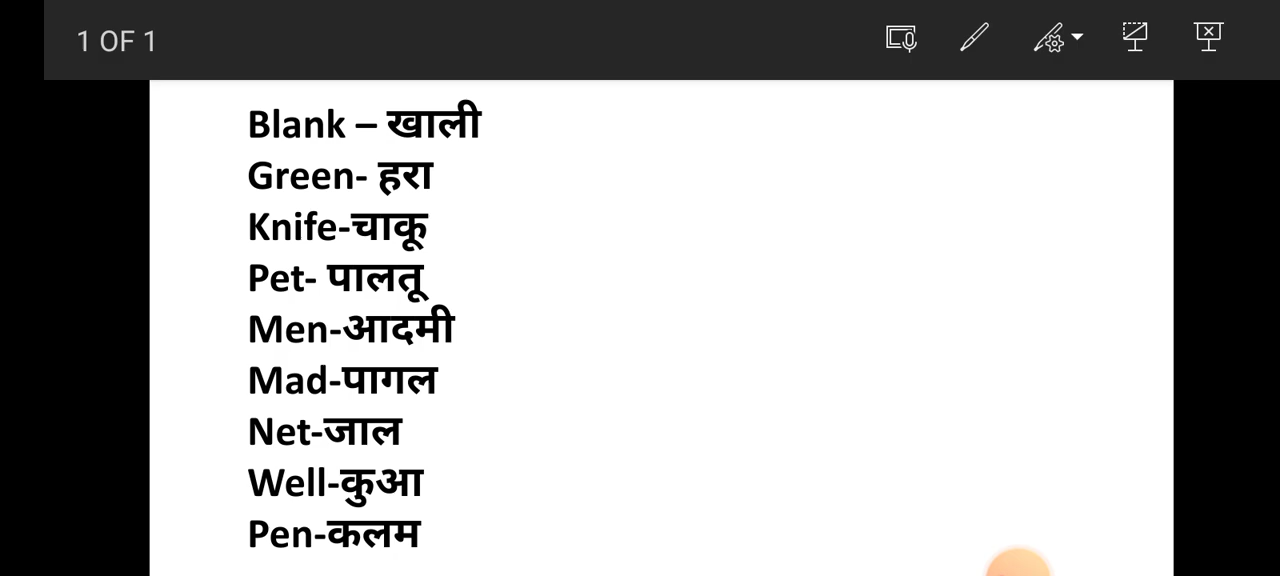 1 OF 1
Blank – खाली
Green- हरा
Knife-चाकू
Pet- पालतू
Men-आदमी
Mad-पागल
Net-जाल
Well-कुआ
Pen-कलम